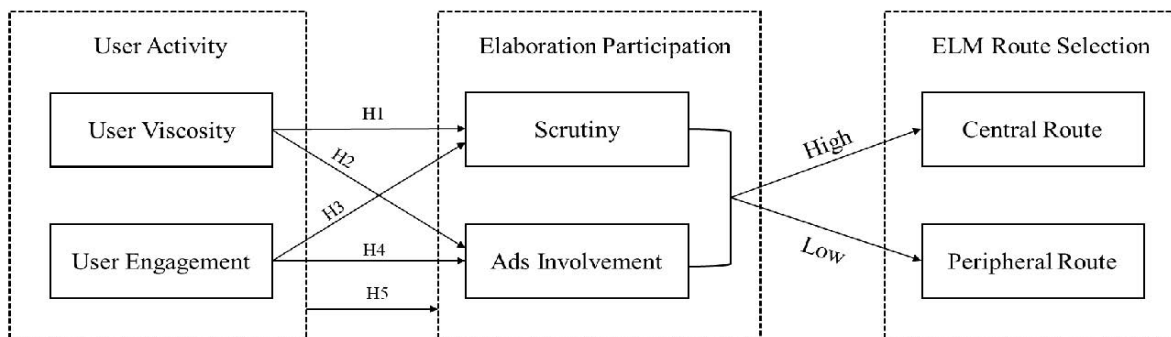 User Activity
Elaboration Participation
ELM Route Selection
User Viscosity
H1
Scrutiny
High
Central Route
H2
H3
User Engagement
H4
Ads Involvement
Low
Peripheral Route
H5